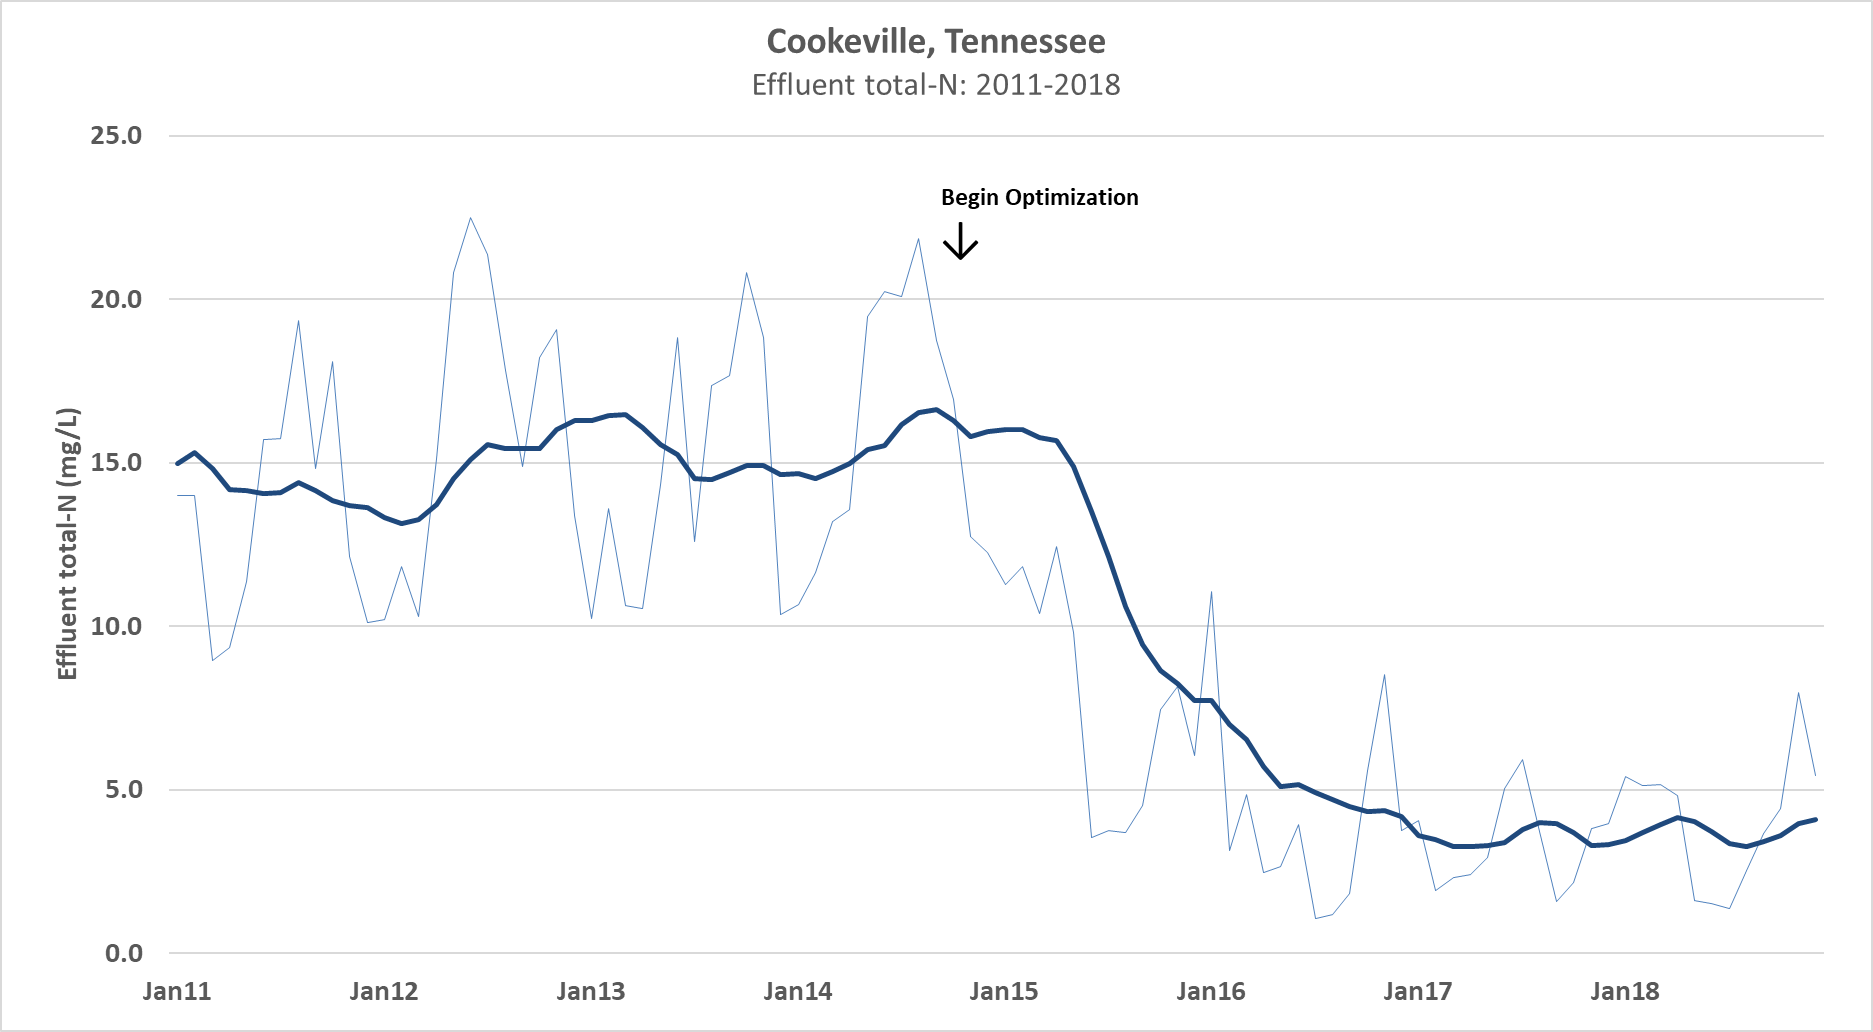 Cookeville, Tennessee
Effluent total-N: 2011-2018
25.0
Begin Optimization
20.0
15.0
10.0
5.0
0.0
Effluent total-N (mg/L)
Jan11 Jan12 Jan13 Jan14 Jan15 Jan16 Jan17 Jan18